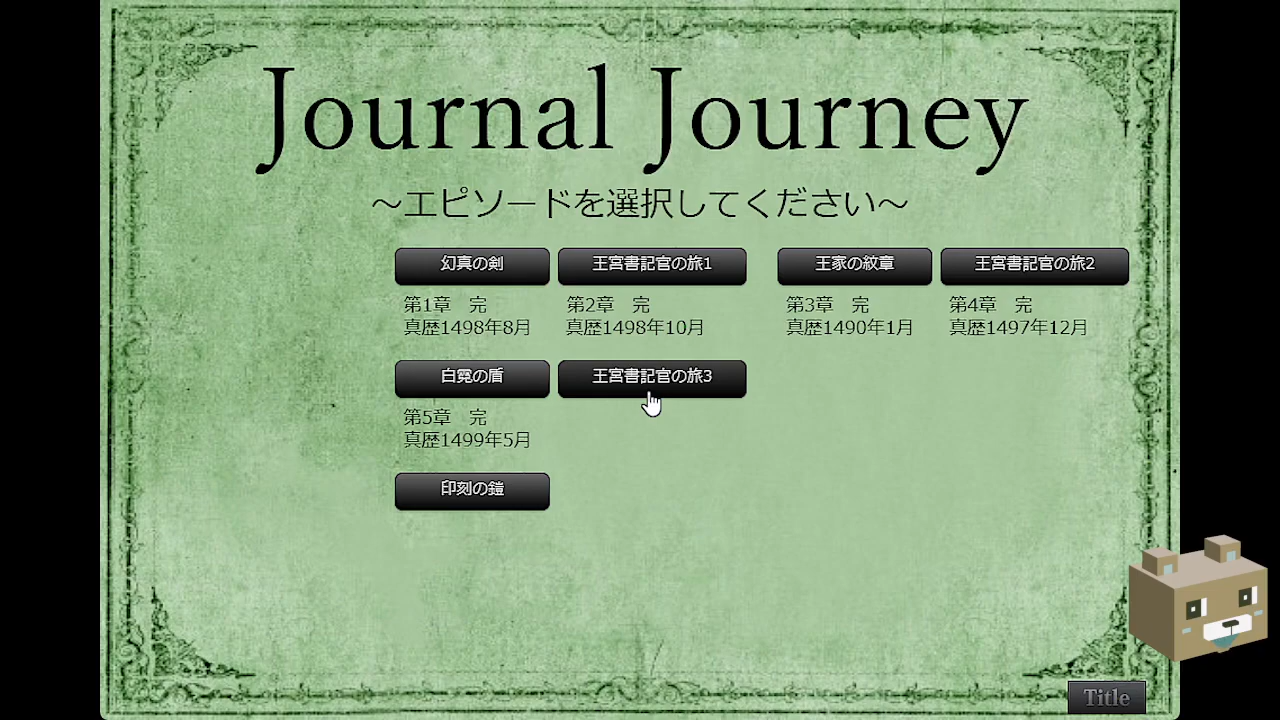 Journal Journey
～エピソードを選択してください～
幻真の剣
王宮書記官の旅1
王家の紋章
王宮書記官の旅2
第1章　完
真歴1498年8月
第2章　完
真歴1498年10月
第3章　完
真歴1490年1月
第4章　完
真歴1497年12月
白霓の盾
王宮書記官の旅3
第5章　完
真歴1499年5月
印刻の鎧
Title